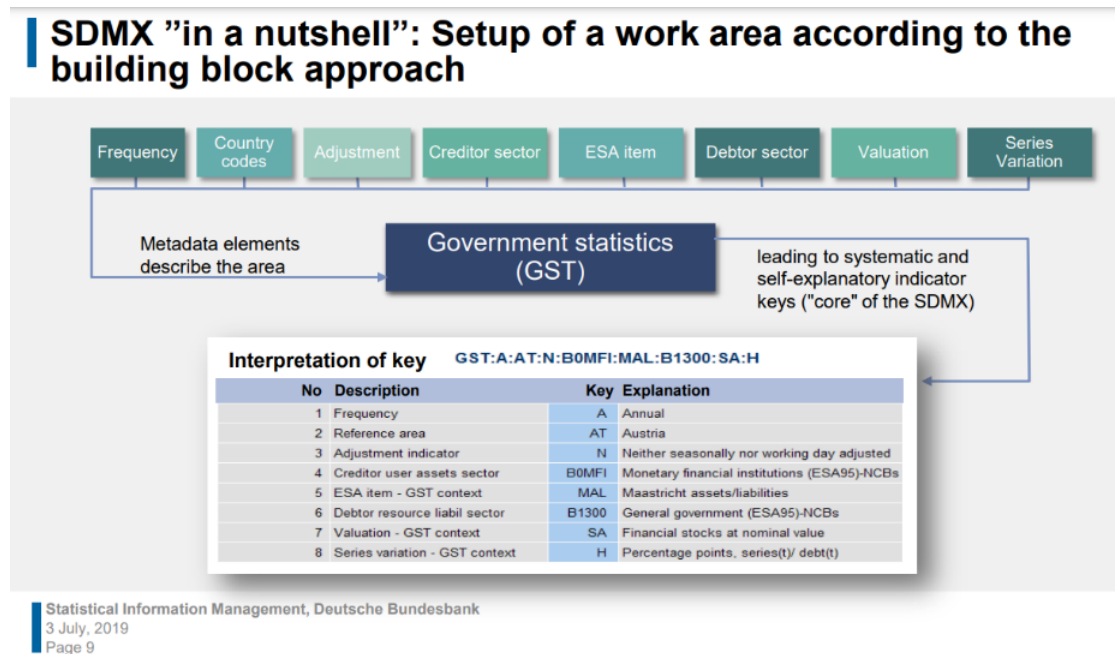 SDMX ”in a nutshell”: Setup of a work area according to the
building block approach
Frequency
Country
codes
Adjustment
Creditor sector
ESA item
Debtor sector
Valuation
Series
Variation
Metadata elements
describe the area
Government statistics
(GST)
leading to systematic and
self-explanatory indicator
keys ("core" of the SDMX)
Interpretation of key GST:A:AT:N:B0MFI:MAL:B1300:SA:H
No Description Key Explanation
1 Frequency A Annual
2 Reference area AT Austria
3 Adjustment indicator N Neither seasonally nor working day adjusted
4 Creditor user assets sector B0MFI Monetary financial institutions (ESA95)-NCBs
5 ESA item - GST context MAL Maastricht assets/liabilities
6 Debtor resource liabil sector B1300 General government (ESA95)-NCBs
7 Valuation - GST context SA Financial stocks at nominal value
8 Series variation - GST context H Percentage points, series(t)/ debt(t)
Statistical Information Management, Deutsche Bundesbank
3 July, 2019
Page 9